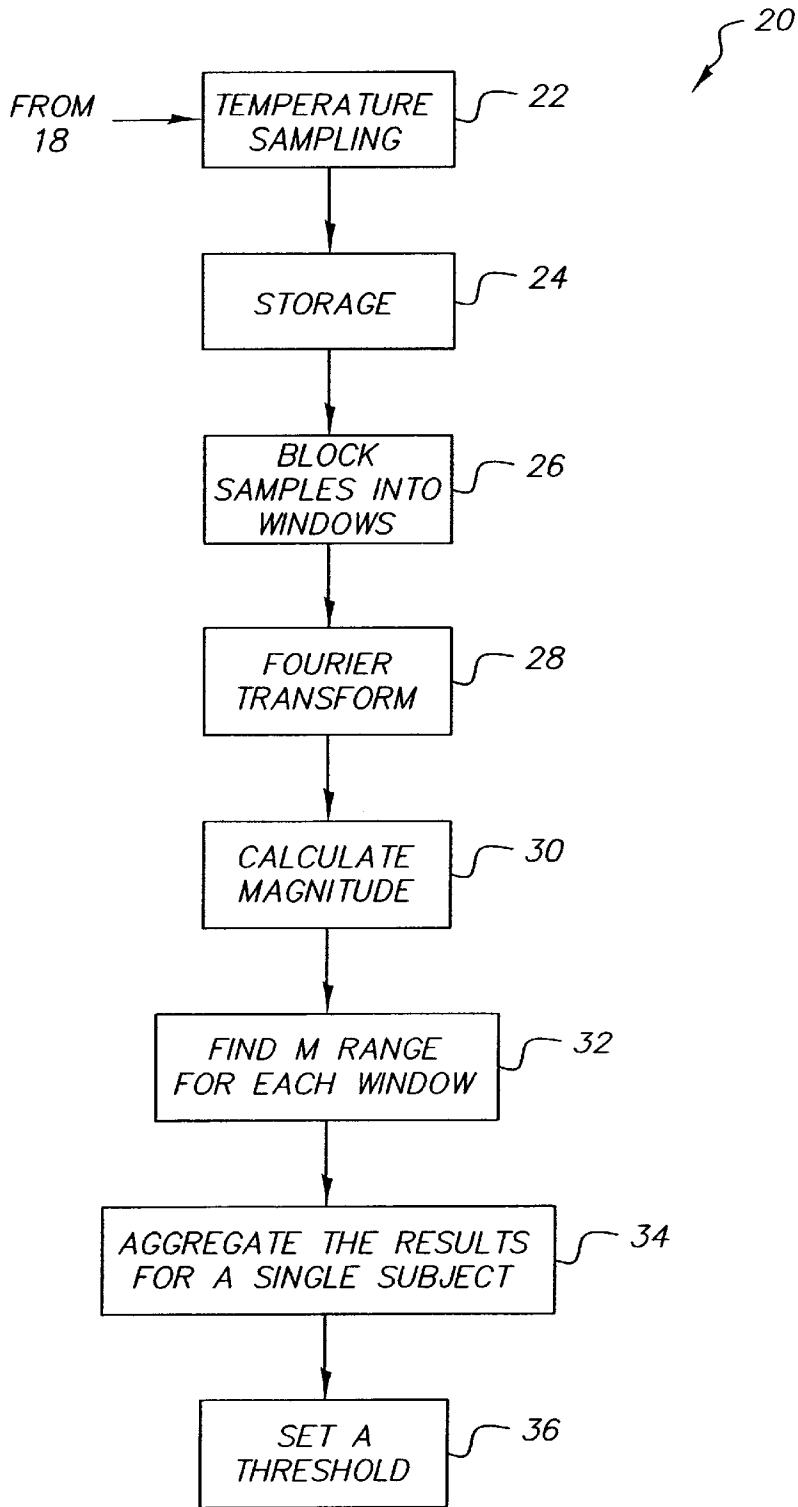 20
FROM
18
TEMPERATURE
SAMPLING
22
STORAGE
24
BLOCK
SAMPLES INTO
WINDOWS
26
FOURIER
TRANSFORM
28
CALCULATE
MAGNITUDE
30
FIND M RANGE
FOR EACH WINDOW
32
AGGREGATE THE RESULTS
FOR A SINGLE SUBJECT
34
SET A
THRESHOLD
36